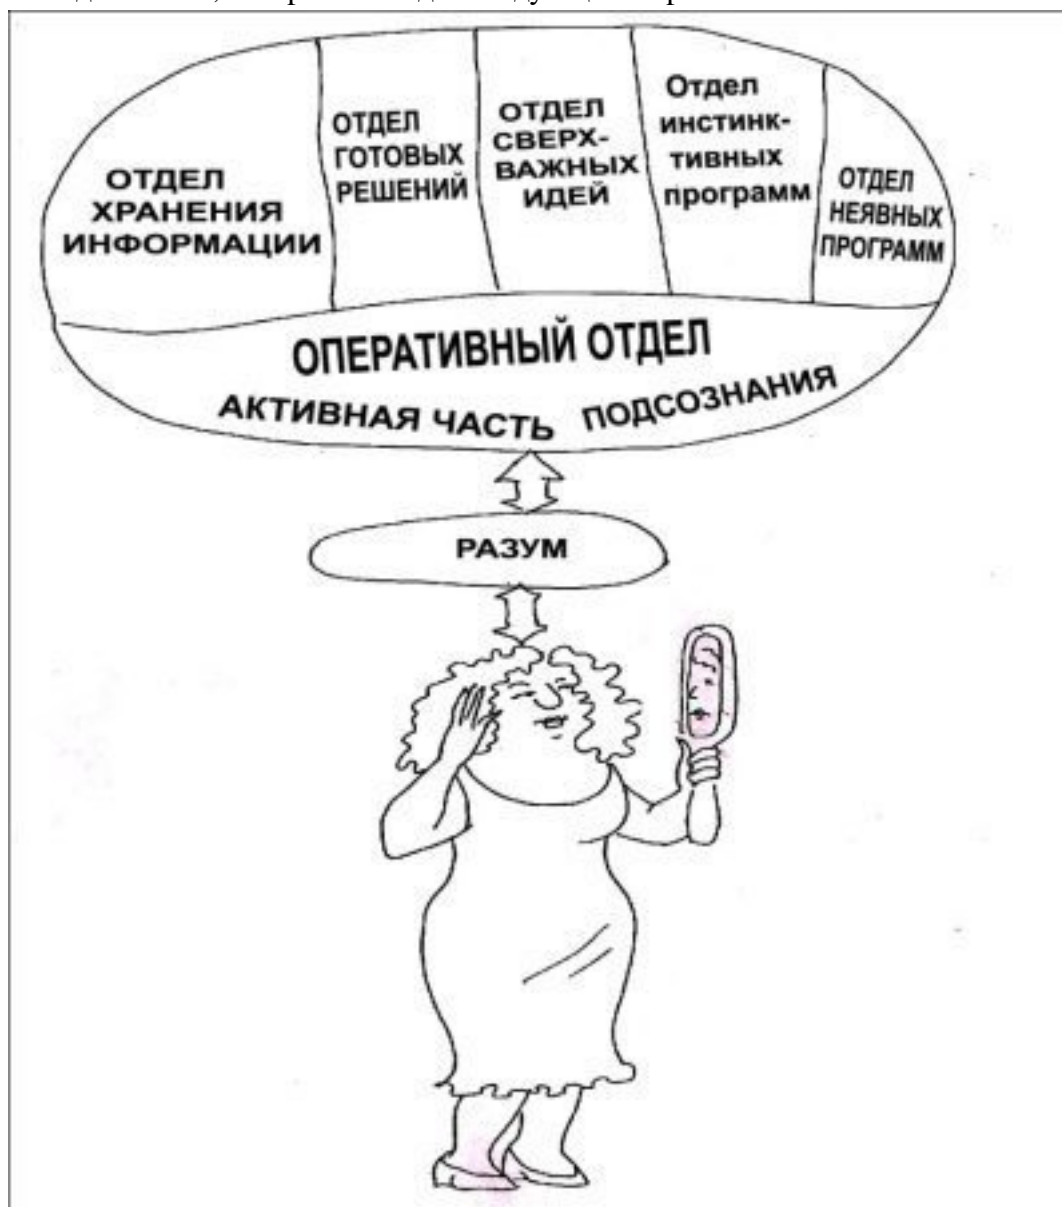 ОТДЕЛ
ХРАНЕНИЯ
ИНФОРМАЦИИ
ОТДЕЛ
ГОТОВЫХ
РЕШЕНИЙ
ОТДЕЛ
СВЕРХ-
ВАЖНЫХ
ИДЕЙ
Отдел
инстинк-
тивных
программ
ОТДЕЛ
НЕЯВНЫХ
ПРОГРАММ
ОПЕРАТИВНЫЙ ОТДЕЛ
АКТИВНАЯ ЧАСТЬ ПОДСОЗНАНИЯ
РАЗУМ